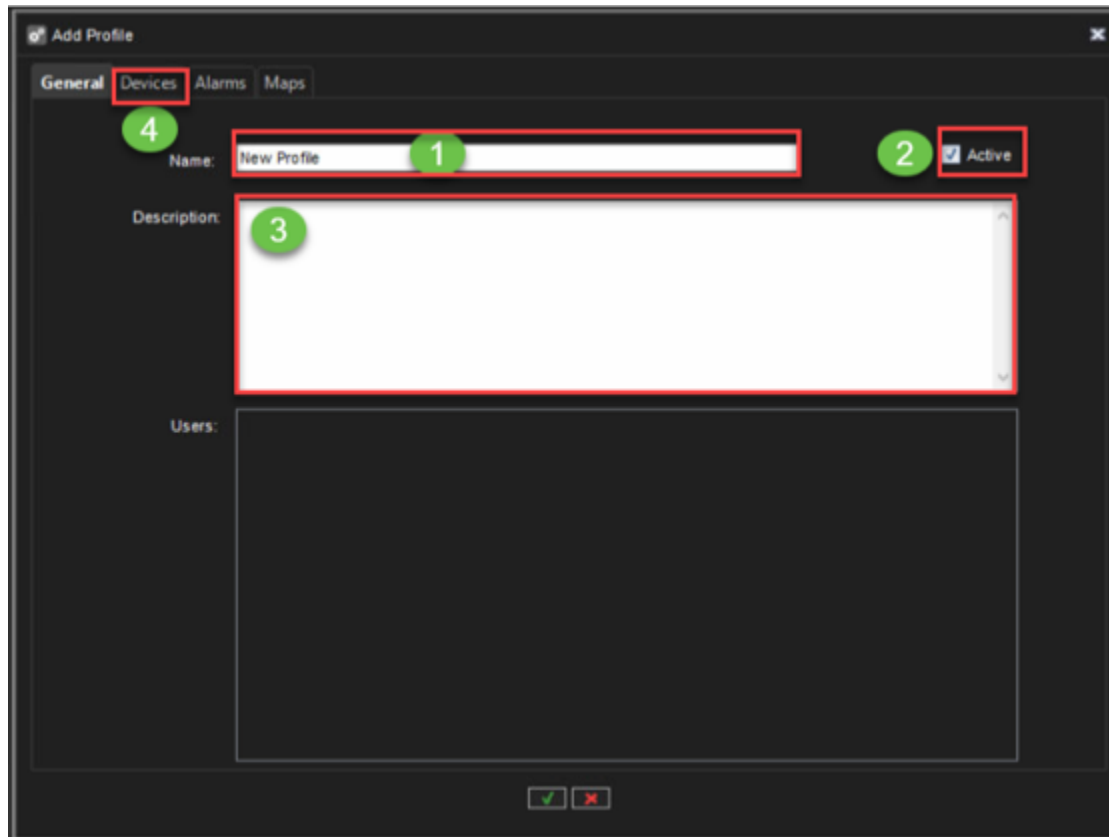 Add Profile
General Devices Alarms Maps
4
Name: New Profile 1 2 Active
Description: 3
Users: